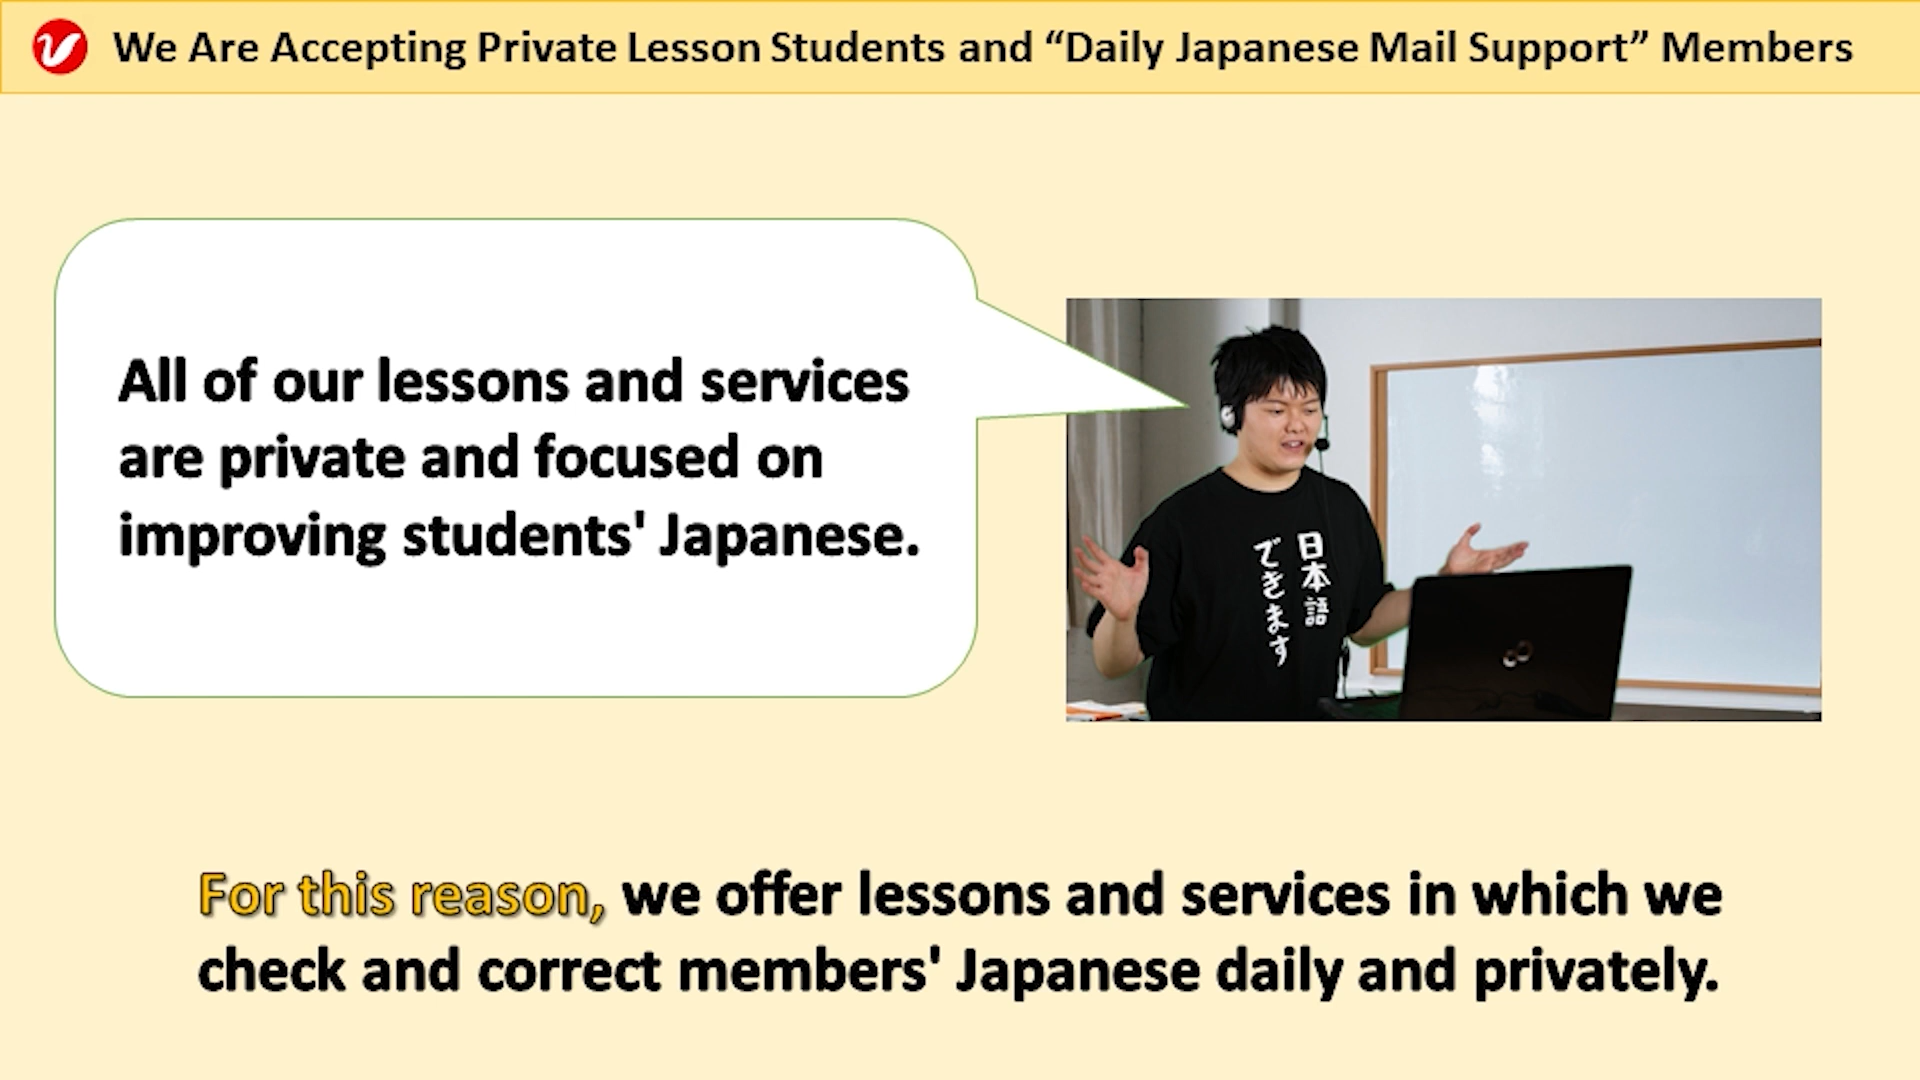 We Are Accepting Private Lesson Students and “Daily Japanese Mail Support” Members
All of our lessons and services
are private and focused on
improving students' Japanese.
日本語
できます
For this reason, we offer lessons and services in which we
check and correct members' Japanese daily and privately.